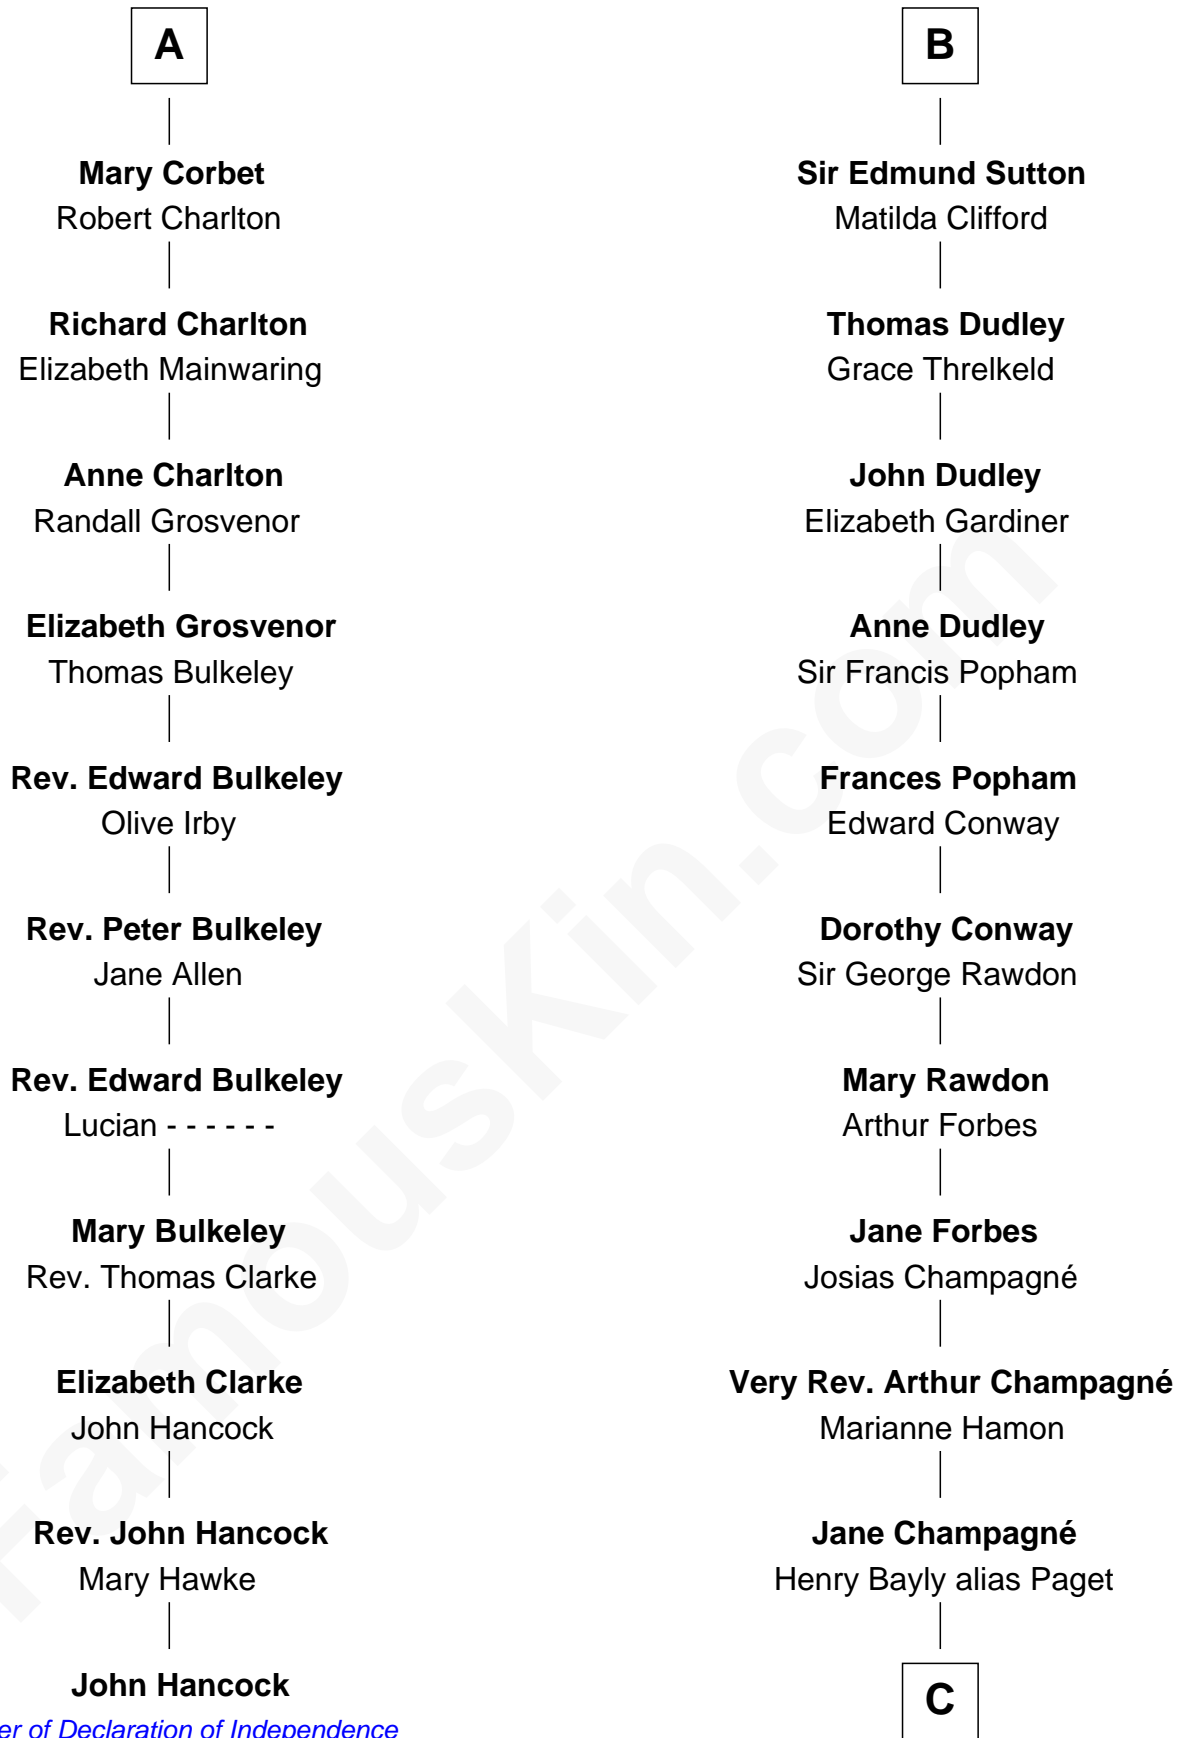 A
Mary Corbet
Robert Charlton
Richard Charlton
Elizabeth Mainwaring
Anne Charlton
Randall Grosvenor
Elizabeth Grosvenor
Thomas Bulkeley
Rev. Edward Bulkeley
Olive Irby
Rev. Peter Bulkeley
Jane Allen
Rev. Edward Bulkeley
Lucian - - - - - -
Mary Bulkeley
Rev. Thomas Clarke
Elizabeth Clarke
John Hancock
Rev. John Hancock
Mary Hawke
John Hancock
er of Declaration of Independence
B
Sir Edmund Sutton
Matilda Clifford
Thomas Dudley
Grace Threlkeld
John Dudley
Elizabeth Gardiner
Anne Dudley
Sir Francis Popham
Frances Popham
Edward Conway
Dorothy Conway
Sir George Rawdon
Mary Rawdon
Arthur Forbes
Jane Forbes
Josias Champagné
Very Rev. Arthur Champagné
Marianne Hamon
Jane Champagné
Henry Bayly alias Paget
C
FamousKin.com